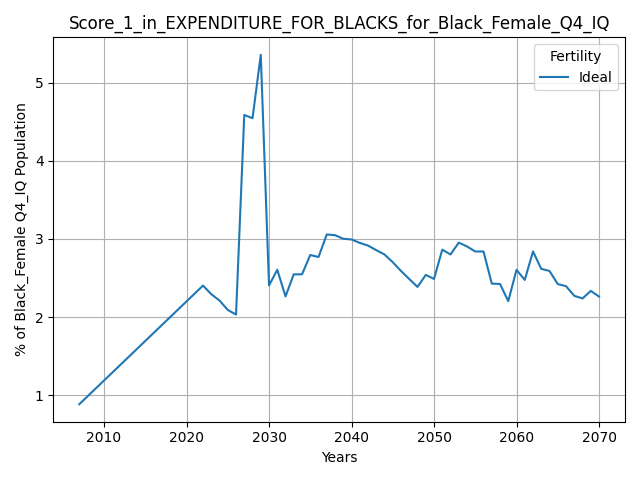 Score_1_in_EXPENDITURE_FOR_BLACKS_for_Black_Female_Q4_IQ
Fertility
Ideal
% of Black_Female Q4_IQ Population
5
4
3
2
1
2010 2020 2030 2040 2050 2060 2070
Years